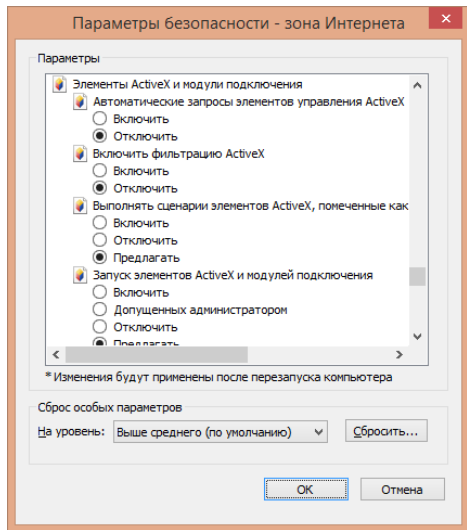 Параметры безопасности - зона Интернета
Параметры
Элементы ActiveX и модули подключения
Автоматические запросы элементов управления ActiveX
Включить
Отключить
Включить фильтрацию ActiveX
Включить
Отключить
Выполнять сценарии элементов ActiveX, помеченные как
Включить
Отключить
Предлагать
Запуск элементов ActiveX и модулей подключения
Включить
Допущенных администратором
Отключить
Предлагать
*Изменения будут применены после перезапуска компьютера
Сброс особых параметров
На уровень: Выше среднего (по умолчанию) Сбросить...
ОК Отмена